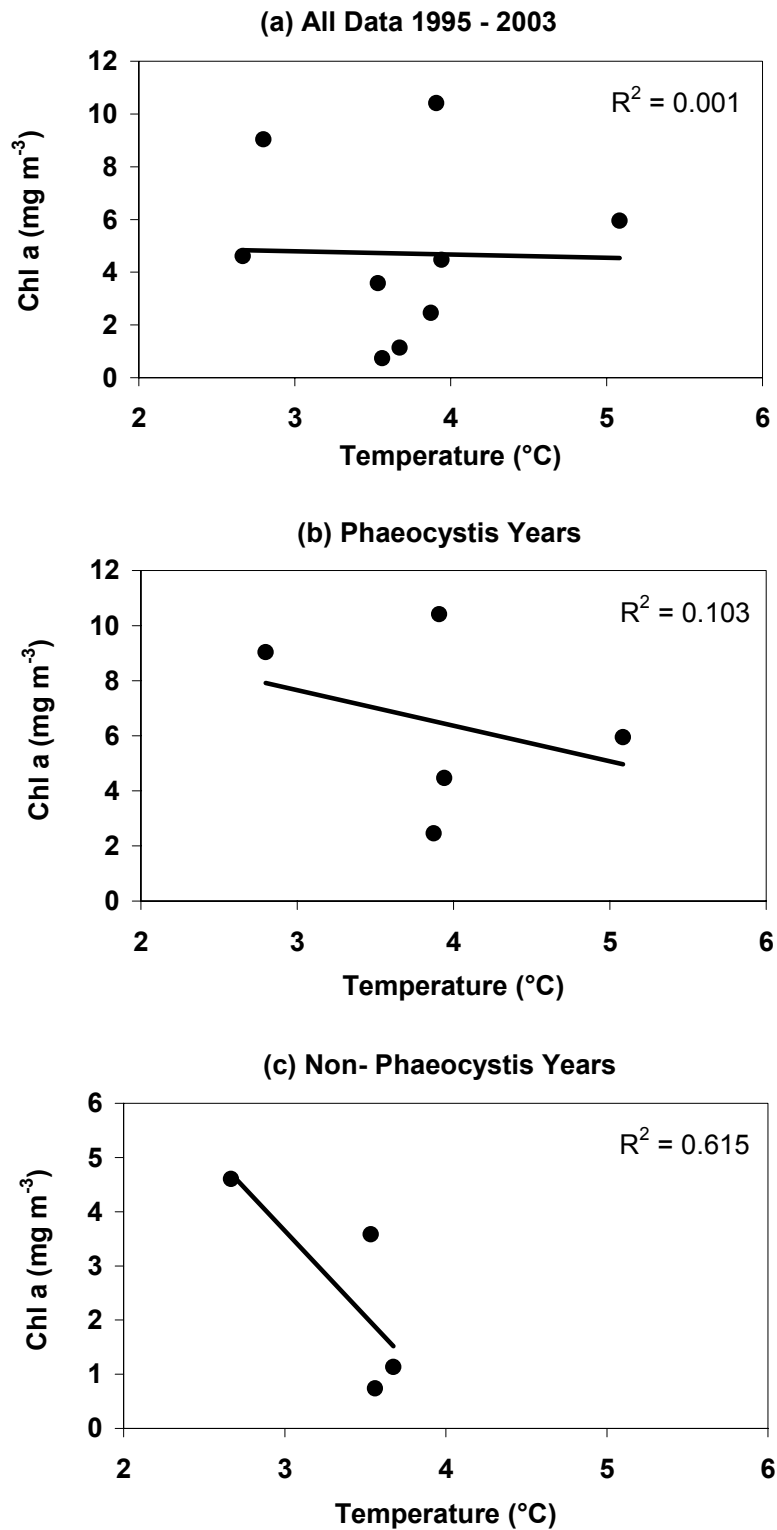 (a) All Data 1995 - 2003
R² = 0.001
12
10
8
6
4
2
0
Chl a (mg m⁻³)
2 3 4 5 6
Temperature (°C)
(b) Phaeocystis Years
R² = 0.103
12
10
8
6
4
2
0
Chl a (mg m⁻³)
2 3 4 5 6
Temperature (°C)
(c) Non- Phaeocystis Years
R² = 0.615
6
5
4
3
2
1
0
Chl a (mg m⁻³)
2 3 4 5 6
Temperature (°C)